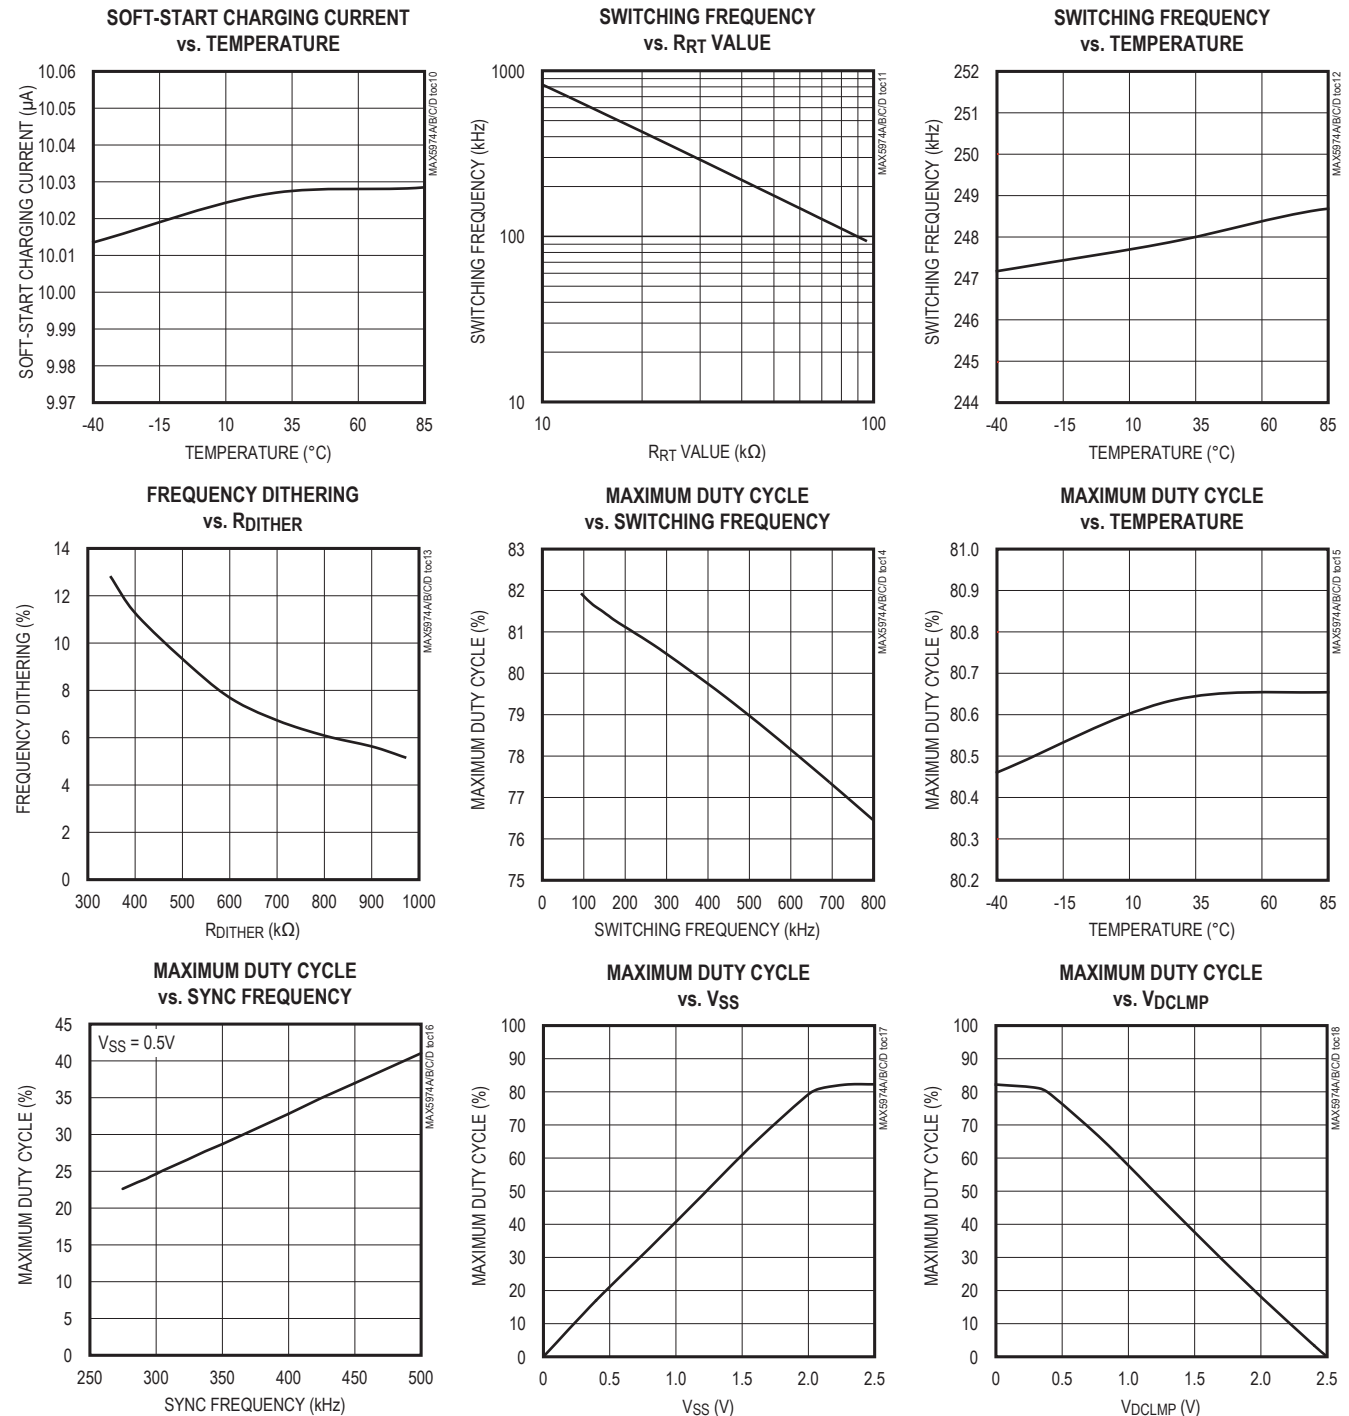 SOFT-START CHARGING CURRENT
vs. TEMPERATURE
10.06
10.05
10.04
10.03
10.02
10.01
10.00
9.99
9.98
9.97
SOFT-START CHARGING CURRENT (µA)
-40 -15 10 35 60 85
TEMPERATURE (°C)
MAX5974A/B/C/D toc10
SWITCHING FREQUENCY
vs. RRT VALUE
1000
100
10
SWITCHING FREQUENCY (kHz)
10 100
RRT VALUE (kΩ)
MAX5974A/B/C/D toc11
SWITCHING FREQUENCY
vs. TEMPERATURE
252
251
250
249
248
247
246
245
244
SWITCHING FREQUENCY (kHz)
-40 -15 10 35 60 85
TEMPERATURE (°C)
MAX5974A/B/C/D toc12
FREQUENCY DITHERING
vs. RDITHER
14
12
10
8
6
4
2
0
FREQUENCY DITHERING (%)
300 400 500 600 700 800 900 1000
RDITHER (kΩ)
MAX5974A/B/C/D toc13
MAXIMUM DUTY CYCLE
vs. SWITCHING FREQUENCY
83
82
81
80
79
78
77
76
75
MAXIMUM DUTY CYCLE (%)
0 100 200 300 400 500 600 700 800
SWITCHING FREQUENCY (kHz)
MAX5974A/B/C/D toc14
MAXIMUM DUTY CYCLE
vs. TEMPERATURE
81.0
80.9
80.8
80.7
80.6
80.5
80.4
80.3
80.2
MAXIMUM DUTY CYCLE (%)
-40 -15 10 35 60 85
TEMPERATURE (°C)
MAX5974A/B/C/D toc15
MAXIMUM DUTY CYCLE
vs. SYNC FREQUENCY
VSS = 0.5V
45
40
35
30
25
20
15
10
5
0
MAXIMUM DUTY CYCLE (%)
250 300 350 400 450 500
SYNC FREQUENCY (kHz)
MAX5974A/B/C/D toc16
MAXIMUM DUTY CYCLE
vs. VSS
100
90
80
70
60
50
40
30
20
10
0
MAXIMUM DUTY CYCLE (%)
0 0.5 1.0 1.5 2.0 2.5
VSS (V)
MAX5974A/B/C/D toc17
MAXIMUM DUTY CYCLE
vs. VDCLMP
100
90
80
70
60
50
40
30
20
10
0
MAXIMUM DUTY CYCLE (%)
0 0.5 1.0 1.5 2.0 2.5
VDCLMP (V)
MAX5974A/B/C/D toc18